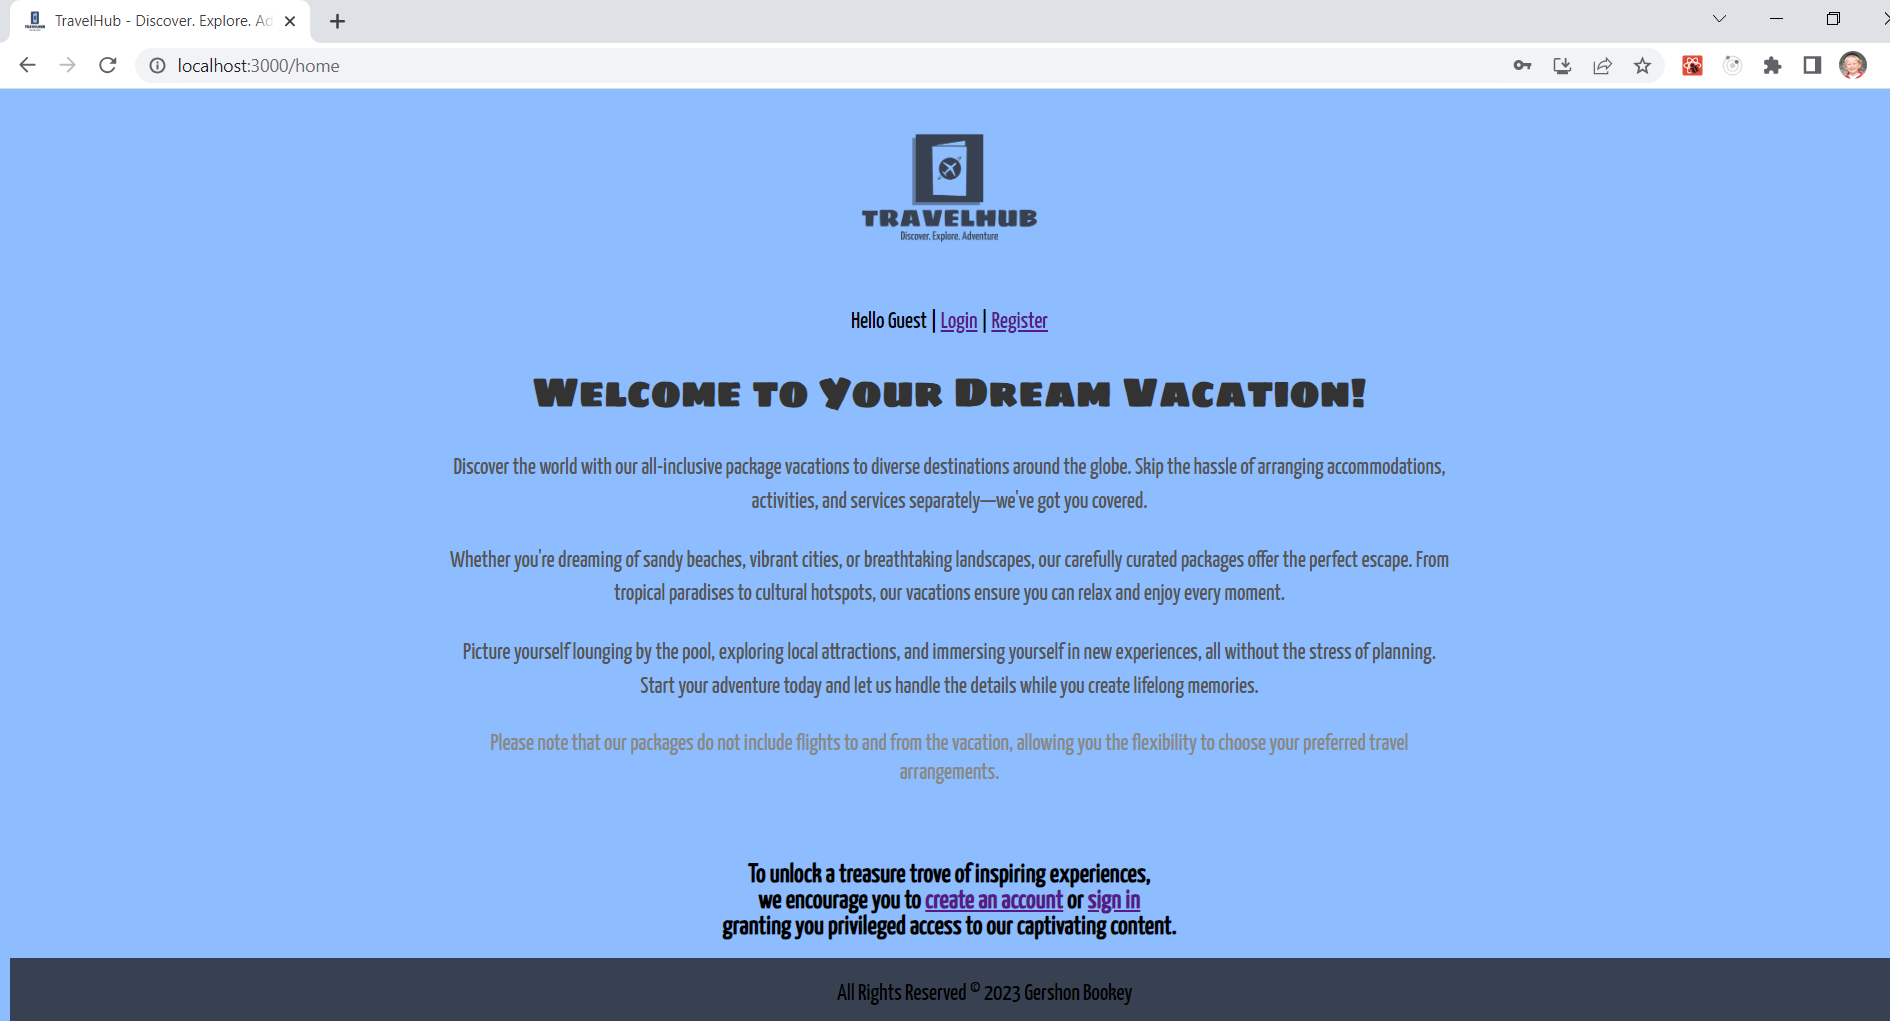 TravelHub - Discover. Explore. Ad
localhost:3000/home
TRAVELHUB
Discover. Explore. Adventure
Hello Guest | Login | Register
Welcome to Your Dream Vacation!
Discover the world with our all-inclusive package vacations to diverse destinations around the globe. Skip the hassle of arranging accommodations,
activities, and services separately—we've got you covered.
Whether you're dreaming of sandy beaches, vibrant cities, or breathtaking landscapes, our carefully curated packages offer the perfect escape. From
tropical paradises to cultural hotspots, our vacations ensure you can relax and enjoy every moment.
Picture yourself lounging by the pool, exploring local attractions, and immersing yourself in new experiences, all without the stress of planning.
Start your adventure today and let us handle the details while you create lifelong memories.
Please note that our packages do not include flights to and from the vacation, allowing you the flexibility to choose your preferred travel
arrangements.
To unlock a treasure trove of inspiring experiences,
we encourage you to create an account or sign in
granting you privileged access to our captivating content.
All Rights Reserved © 2023 Gershon Bookey